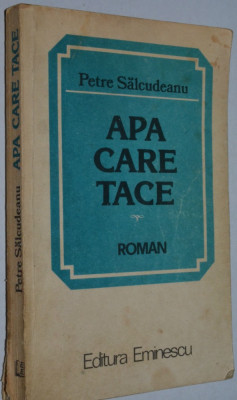 Petre Sălcudeanu
APA
CARE
TACE
ROMAN
Editura Eminescu
Petre Sălcudeanu APA CARE TACE